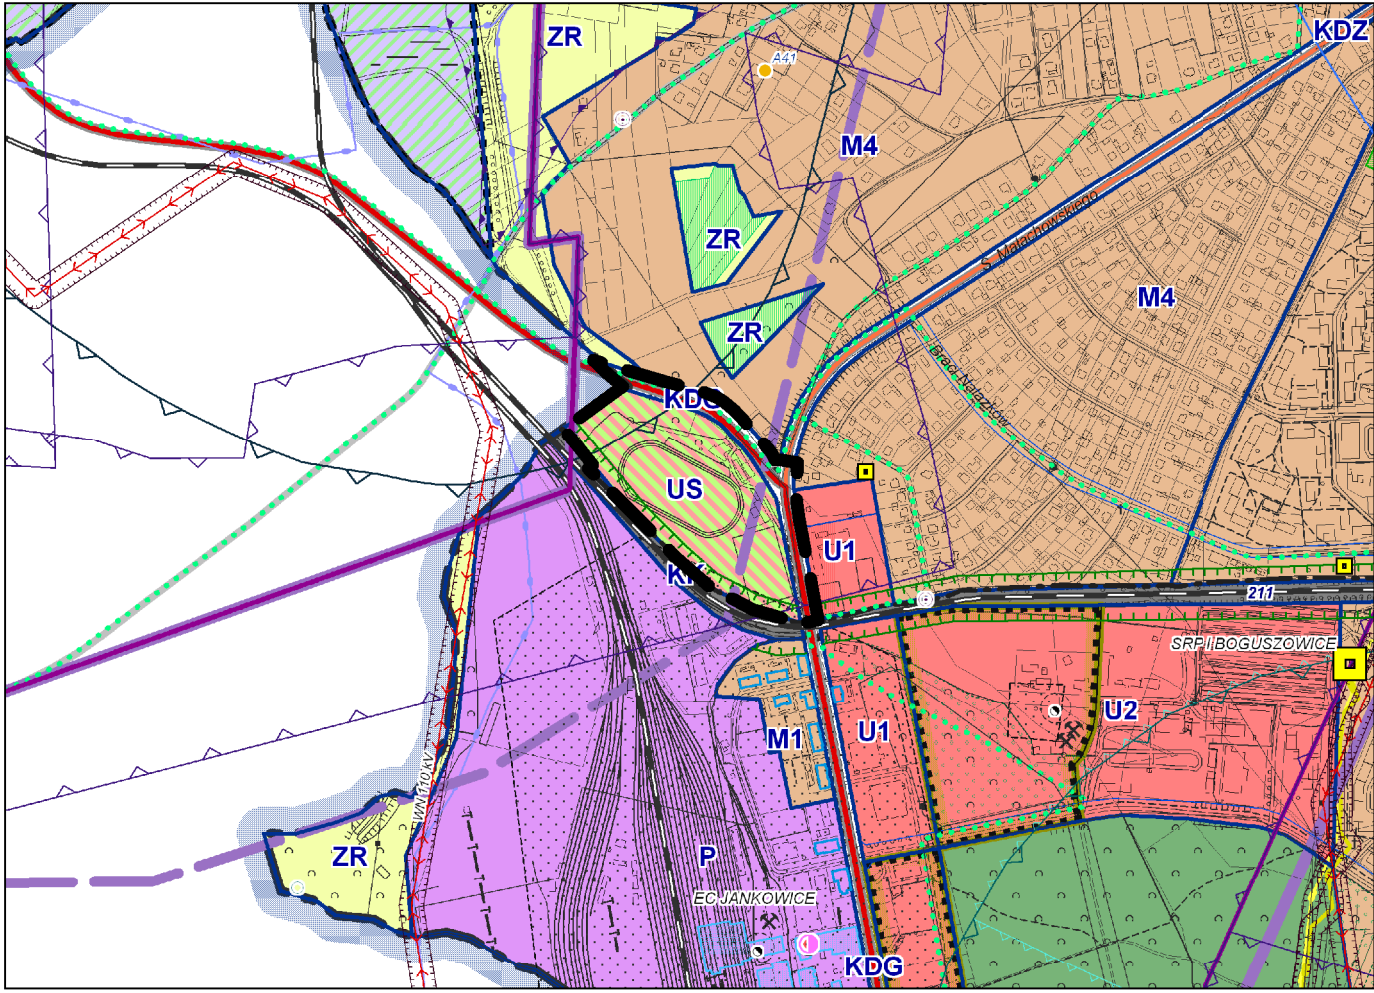 ZR
KDZ
A41
M4
ZR
S. Małachowskiego
M4
ZR
Braci Nalazków
KDG
US
U1
KK
211
SRP I BOGUSZOWICE
U2
U1
M1
WN 110 kV
ZR
P
EC JANKOWICE
KDG